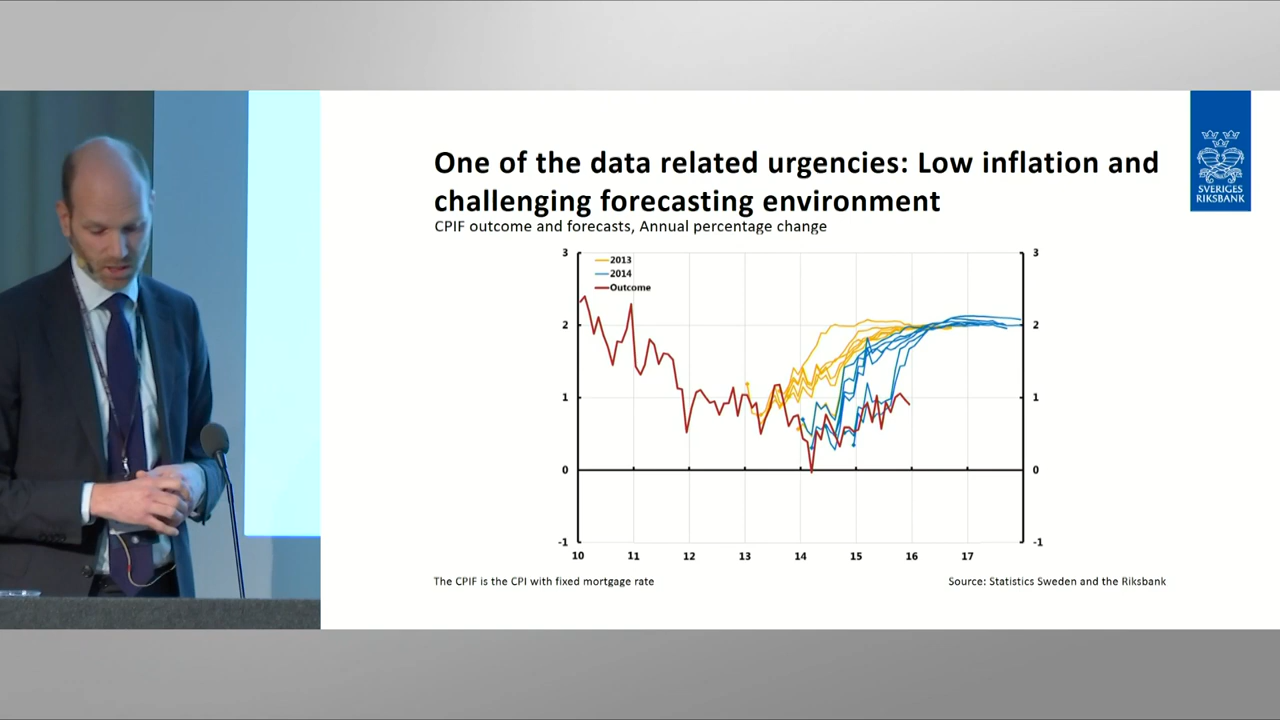 One of the data related urgencies: Low inflation and
challenging forecasting environment
CPIF outcome and forecasts, Annual percentage change
SVERIGES
RIKSBANK
3
3
2013
2014
Outcome
2
2
1
1
0
0
-1
-1
10
11
12
13
14
15
16
17
The CPIF is the CPI with fixed mortgage rate
Source: Statistics Sweden and the Riksbank